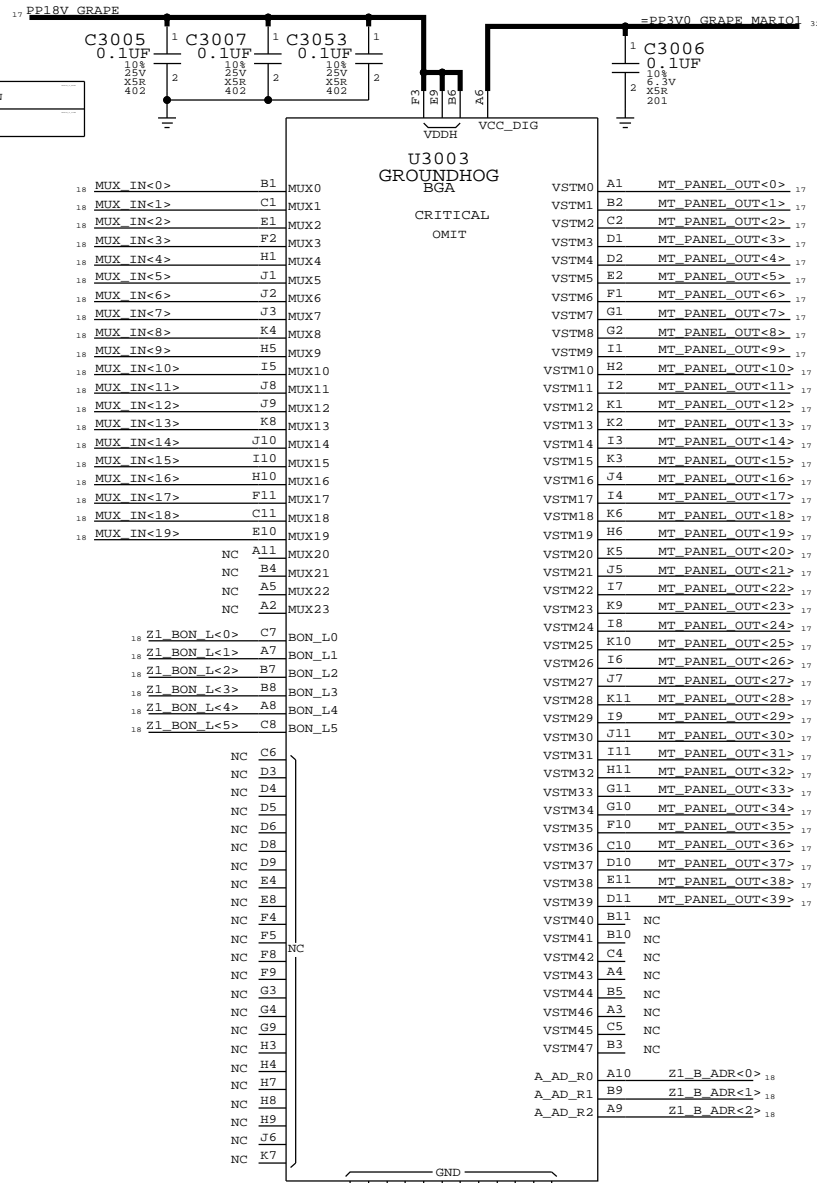 17 PP18V_GRAPE
=PP3V0_GRAPE_MARIO1
C3005
0.1UF
10%
25V
X5R
402
1
2
C3007
0.1UF
10%
25V
X5R
402
1
2
C3053
0.1UF
10%
25V
X5R
402
1
2
1
2
C3006
0.1UF
10%
6.3V
X5R
201
F3 E9 B6 A6
VDDH VCC_DIG
U3003
GROUNDHOG
BGA
CRITICAL
OMIT
18 MUX_IN<0> B1 MUX0
18 MUX_IN<1> C1 MUX1
18 MUX_IN<2> E1 MUX2
18 MUX_IN<3> F2 MUX3
18 MUX_IN<4> H1 MUX4
18 MUX_IN<5> J1 MUX5
18 MUX_IN<6> J2 MUX6
18 MUX_IN<7> J3 MUX7
18 MUX_IN<8> K4 MUX8
18 MUX_IN<9> H5 MUX9
18 MUX_IN<10> I5 MUX10
18 MUX_IN<11> J8 MUX11
18 MUX_IN<12> J9 MUX12
18 MUX_IN<13> K8 MUX13
18 MUX_IN<14> J10 MUX14
18 MUX_IN<15> I10 MUX15
18 MUX_IN<16> H10 MUX16
18 MUX_IN<17> F11 MUX17
18 MUX_IN<18> C11 MUX18
18 MUX_IN<19> E10 MUX19
NC A11 MUX20
NC B4 MUX21
NC A5 MUX22
NC A2 MUX23
18 Z1_BON_L<0> C7 BON_L0
18 Z1_BON_L<1> A7 BON_L1
18 Z1_BON_L<2> B7 BON_L2
18 Z1_BON_L<3> B8 BON_L3
18 Z1_BON_L<4> A8 BON_L4
18 Z1_BON_L<5> C8 BON_L5
NC C6
NC D3
NC D4
NC D5
NC D6
NC D8
NC D9
NC E4
NC E8
NC F4
NC F5
NC
NC F8
NC F9
NC G3
NC G4
NC G9
NC H3
NC H4
NC H7
NC H8
NC H9
NC J6
NC K7
VSTM0 A1 MT_PANEL_OUT<0> 17
VSTM1 B2 MT_PANEL_OUT<1> 17
VSTM2 C2 MT_PANEL_OUT<2> 17
VSTM3 D1 MT_PANEL_OUT<3> 17
VSTM4 D2 MT_PANEL_OUT<4> 17
VSTM5 E2 MT_PANEL_OUT<5> 17
VSTM6 F1 MT_PANEL_OUT<6> 17
VSTM7 G1 MT_PANEL_OUT<7> 17
VSTM8 G2 MT_PANEL_OUT<8> 17
VSTM9 I1 MT_PANEL_OUT<9> 17
VSTM10 H2 MT_PANEL_OUT<10> 17
VSTM11 I2 MT_PANEL_OUT<11> 17
VSTM12 K1 MT_PANEL_OUT<12> 17
VSTM13 K2 MT_PANEL_OUT<13> 17
VSTM14 I3 MT_PANEL_OUT<14> 17
VSTM15 K3 MT_PANEL_OUT<15> 17
VSTM16 J4 MT_PANEL_OUT<16> 17
VSTM17 I4 MT_PANEL_OUT<17> 17
VSTM18 K6 MT_PANEL_OUT<18> 17
VSTM19 H6 MT_PANEL_OUT<19> 17
VSTM20 K5 MT_PANEL_OUT<20> 17
VSTM21 J5 MT_PANEL_OUT<21> 17
VSTM22 I7 MT_PANEL_OUT<22> 17
VSTM23 K9 MT_PANEL_OUT<23> 17
VSTM24 I8 MT_PANEL_OUT<24> 17
VSTM25 K10 MT_PANEL_OUT<25> 17
VSTM26 I6 MT_PANEL_OUT<26> 17
VSTM27 J7 MT_PANEL_OUT<27> 17
VSTM28 K11 MT_PANEL_OUT<28> 17
VSTM29 I9 MT_PANEL_OUT<29> 17
VSTM30 J11 MT_PANEL_OUT<30> 17
VSTM31 I11 MT_PANEL_OUT<31> 17
VSTM32 H11 MT_PANEL_OUT<32> 17
VSTM33 G11 MT_PANEL_OUT<33> 17
VSTM34 G10 MT_PANEL_OUT<34> 17
VSTM35 F10 MT_PANEL_OUT<35> 17
VSTM36 C10 MT_PANEL_OUT<36> 17
VSTM37 D10 MT_PANEL_OUT<37> 17
VSTM38 E11 MT_PANEL_OUT<38> 17
VSTM39 D11 MT_PANEL_OUT<39> 17
VSTM40 B11 NC
VSTM41 B10 NC
VSTM42 C4 NC
VSTM43 A4 NC
VSTM44 B5 NC
VSTM46 A3 NC
VSTM45 C5 NC
VSTM47 B3 NC
A_AD_R0 A10 Z1_B_ADR<0> 18
A_AD_R1 B9 Z1_B_ADR<1> 18
A_AD_R2 A9 Z1_B_ADR<2> 18
GND